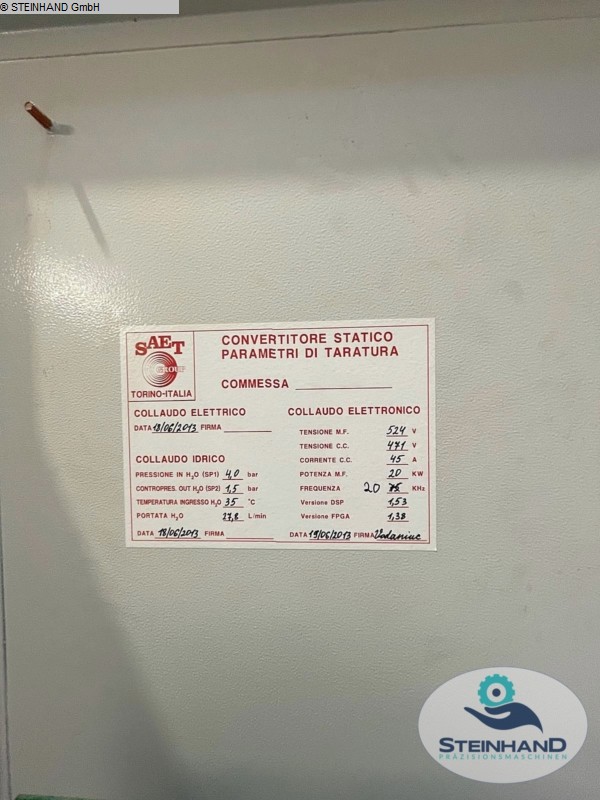 © STEINHAND GmbH
SAET
GROUP
TORINO-ITALIA
CONVERTITORE STATICO
PARAMETRI DI TARATURA
COMMESSA
COLLAUDO ELETTRICO
DATA 18/06/2013 FIRMA
COLLAUDO IDRICO
PRESSIONE IN H2O (SP1) 4,0 bar
CONTROPRES. OUT H2O (SP2) 1,5 bar
TEMPERATURA INGRESSO H2O 35 °C
PORTATA H2O 27,8 L/min
DATA 18/06/2013 FIRMA
COLLAUDO ELETTRONICO
TENSIONE M.F. 524 V
TENSIONE C.C. 471 V
CORRENTE C.C. 45 A
POTENZA M.F. 20 KW
FREQUENZA 20 KHz
Versione DSP 1,53
Versione FPGA 1,38
DATA 19/06/2013 FIRMA
STEINHAND
PRÄZISIONSMASCHINEN